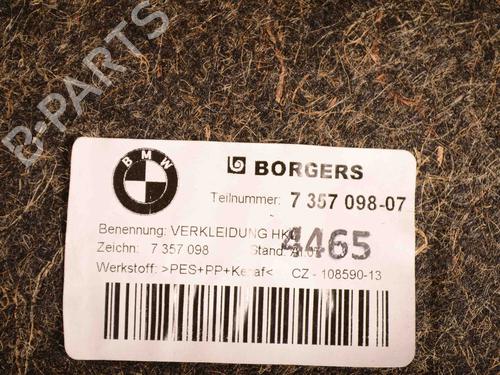 B-PARTS
BMW
BORGERS
Teilnummer: 7 357 098-07
Benennung: VERKLEIDUNG HK
4465
Zeichn: 7 357 098 Stand:
Werkstoff: >PES+PP+Kenaf< CZ - 108590-13